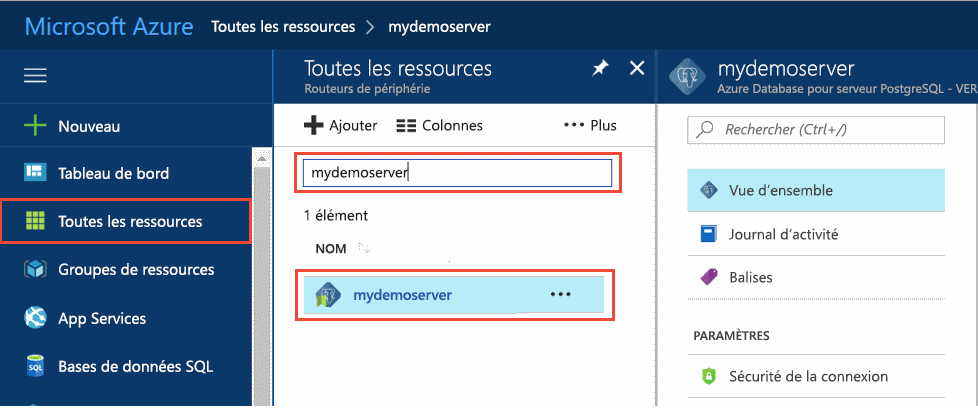 Microsoft Azure Toutes les ressources > mydemoserver
Nouveau
Tableau de bord
Toutes les ressources
Groupes de ressources
App Services
Bases de données SQL
SQL
Toutes les ressources
Routeurs de périphérie
Ajouter Colonnes ••• Plus
mydemoserver
1 élément
NOM
mydemoserver •••
mydemoserver
Azure Database pour serveur PostgreSQL - VER
Rechercher (Ctrl+/)
Vue d'ensemble
Journal d'activité
Balises
PARAMÈTRES
Sécurité de la connexion